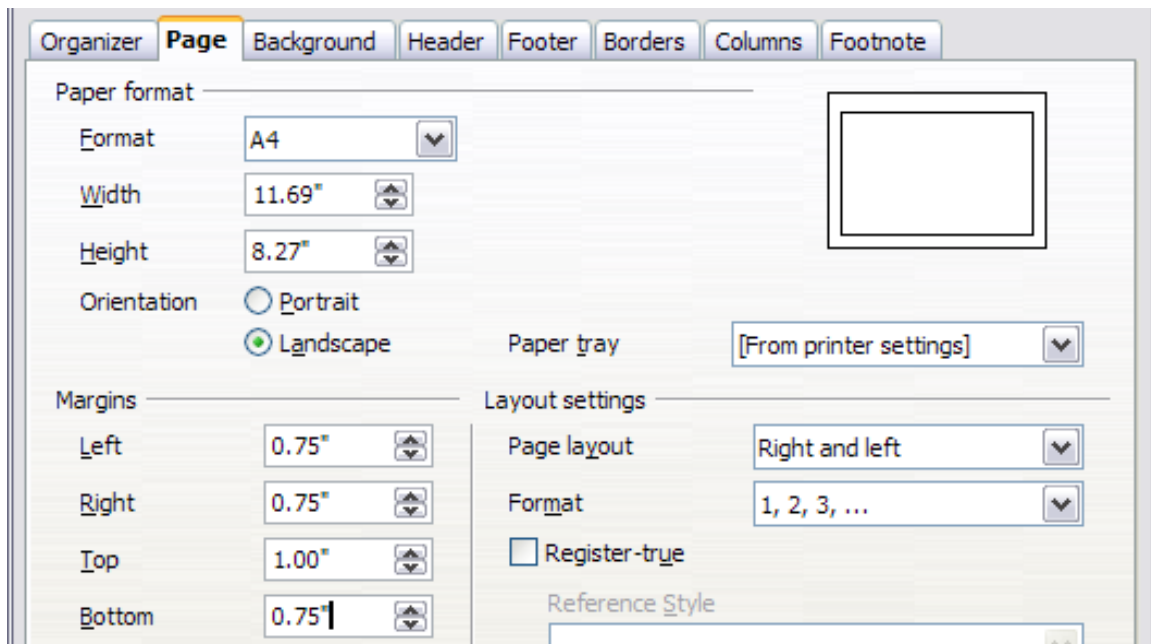 Organizer Page Background Header Footer Borders Columns Footnote
Paper format
Format A4
Width 11.69"
Height 8.27"
Orientation Portrait
Landscape
Paper tray [From printer settings]
Margins
Left 0.75"
Right 0.75"
Top 1.00"
Bottom 0.75"
Layout settings
Page layout Right and left
Format 1, 2, 3, ...
Register-true
Reference Style